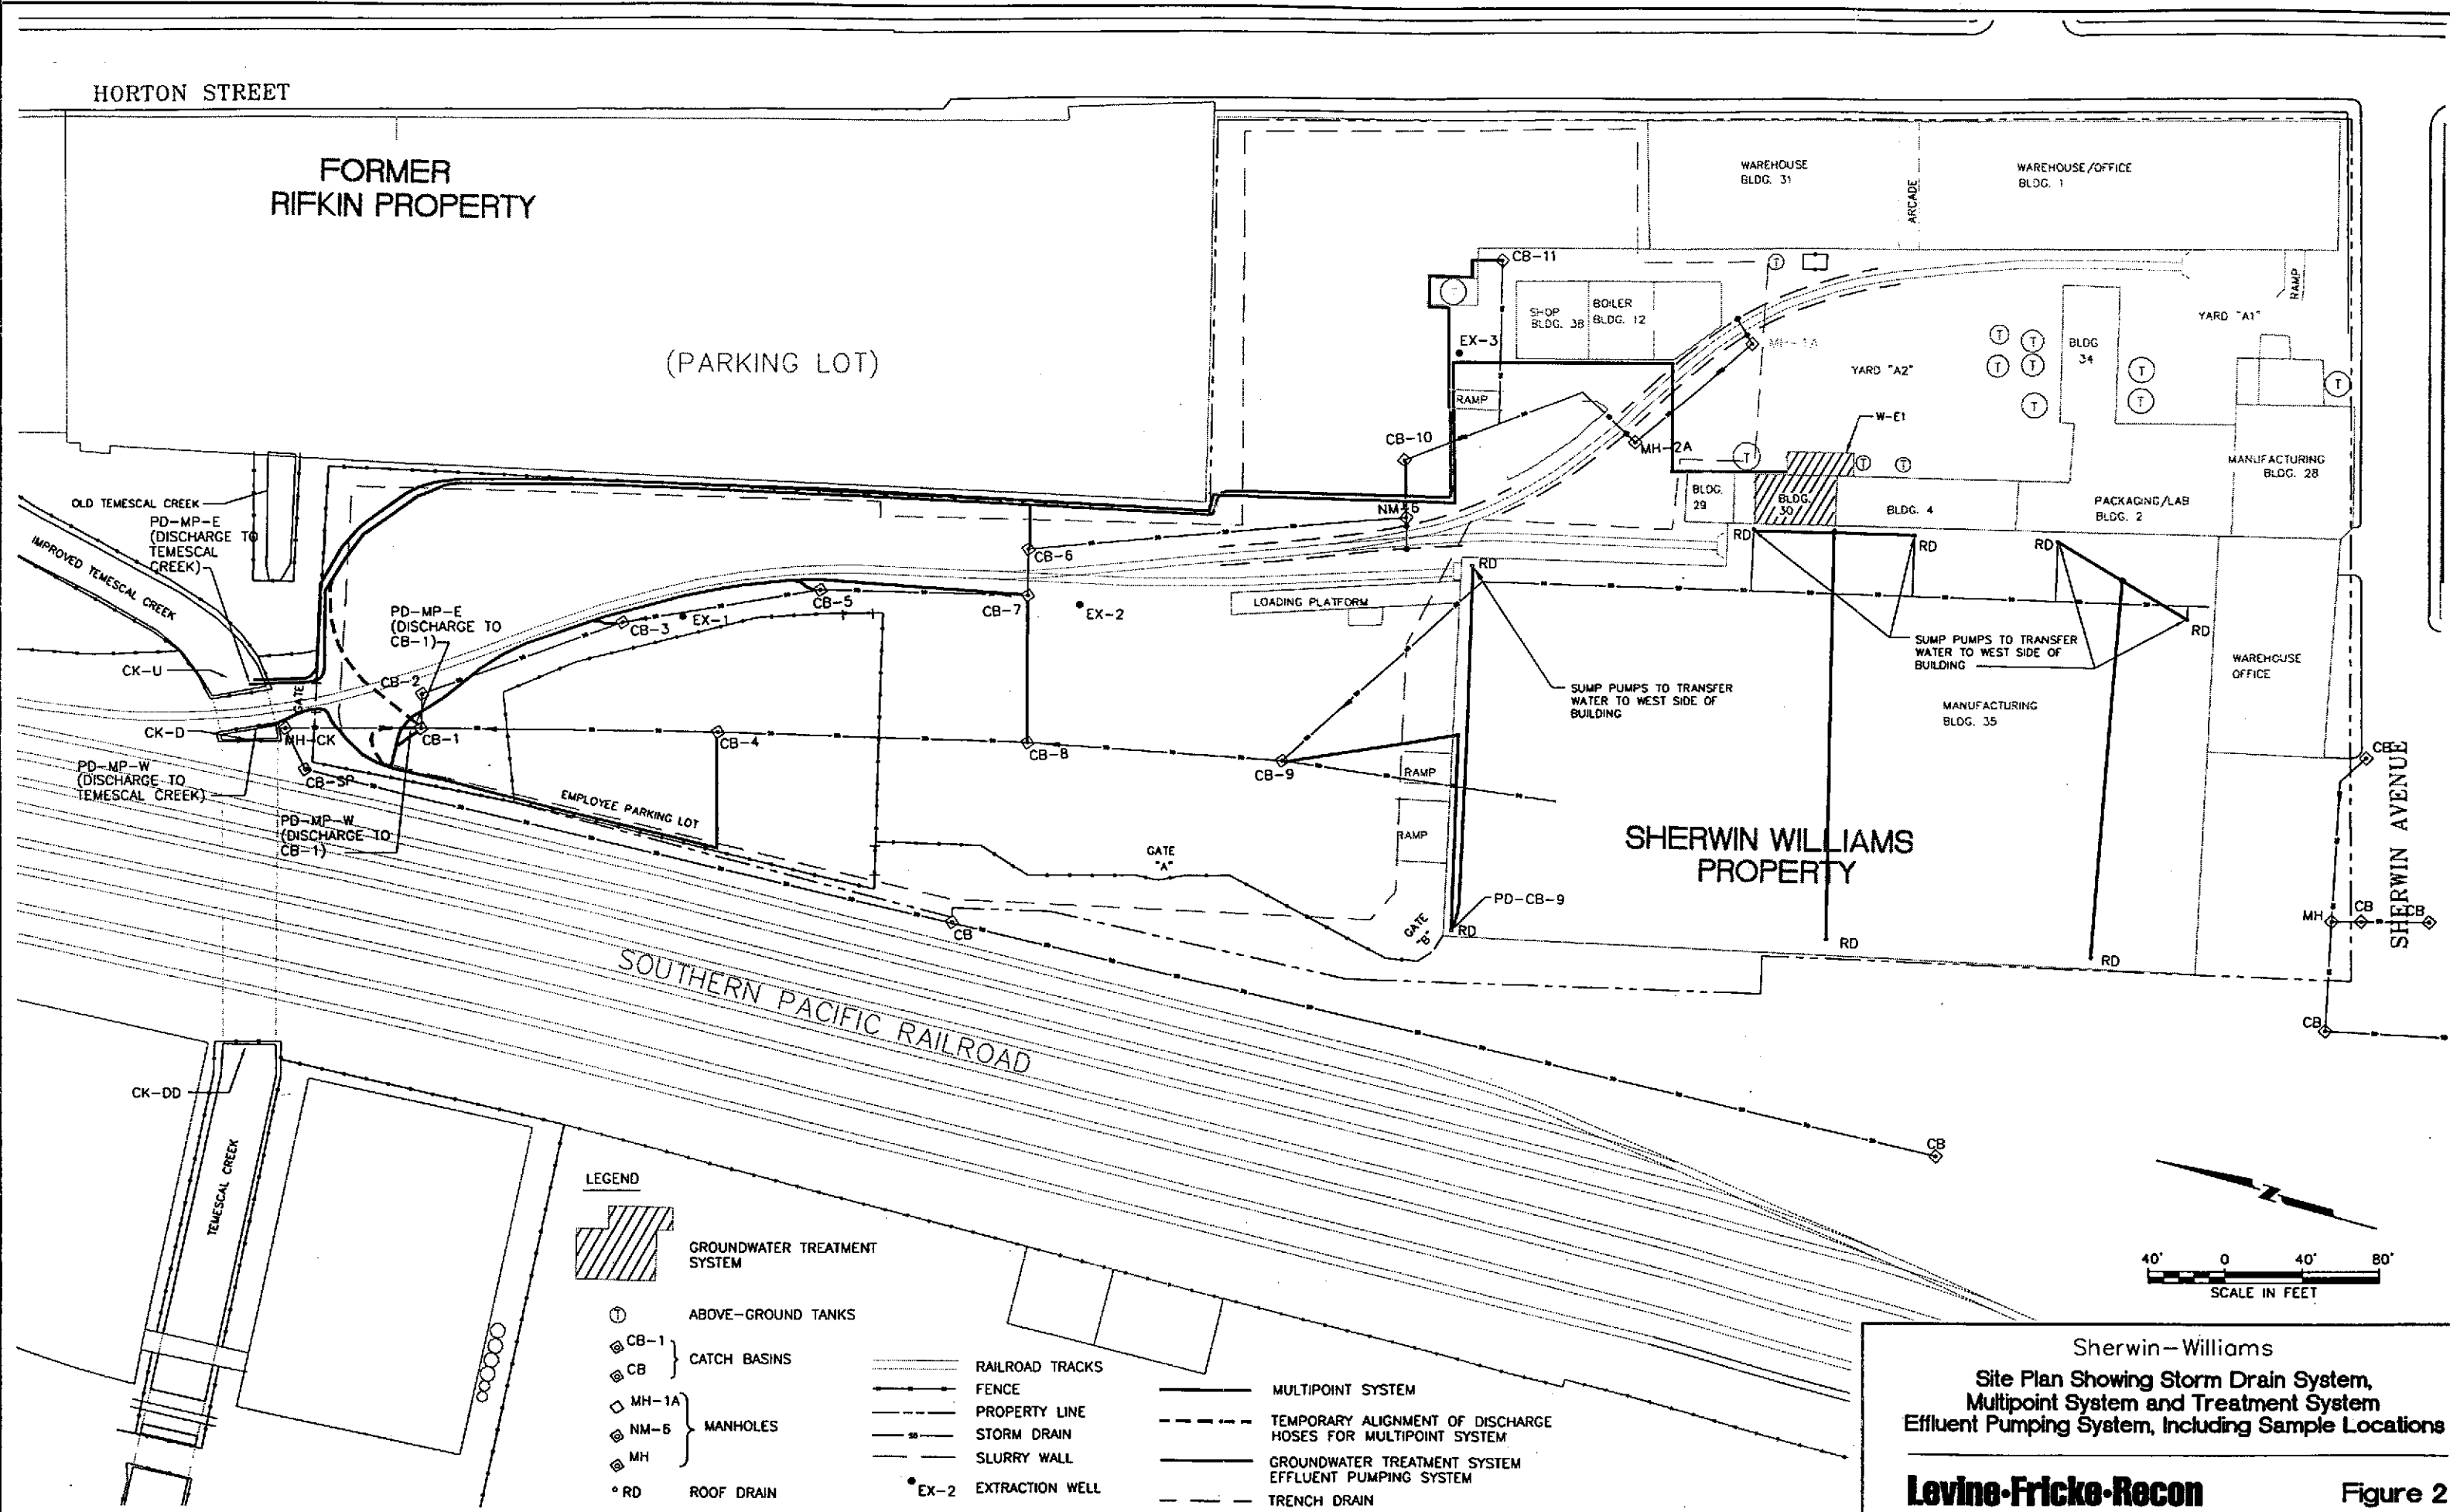 HORTON STREET
FORMER
RIFKIN PROPERTY
(PARKING LOT)
WAREHOUSE
BLDG. 31
ARCADE
WAREHOUSE/OFFICE
BLDG. 1
CB-11
SHOP
BLDG. 38
BOILER
BLDG. 12
T
T
RAMP
YARD "A1"
EX-3
MH-1A
T
T
T
T
T
BLDG
34
T
T
T
YARD "A2"
RAMP
W-E1
CB-10
MH-2A
T
T
T
MANUFACTURING
BLDG. 28
OLD TEMESCAL CREEK
PD-MP-E
(DISCHARGE TO
TEMESCAL
CREEK)
IMPROVED TEMESCAL CREEK
BLDG.
29
BLDG.
30
BLDG. 4
PACKAGING/LAB
BLDG. 2
NM-6
CB-6
RD
RD
RD
RD
CB-5
CB-7
EX-2
LOADING PLATFORM
PD-MP-E
(DISCHARGE TO
CB-1)
CB-3
EX-1
RD
SUMP PUMPS TO TRANSFER
WATER TO WEST SIDE OF
BUILDING
WAREHOUSE
OFFICE
CK-U
CB-2
GATE
SUMP PUMPS TO TRANSFER
WATER TO WEST SIDE OF
BUILDING
MANUFACTURING
BLDG. 35
CK-D
MH-CK
CB-1
CB-4
CB-8
CB-9
RAMP
CB
PD-MP-W
(DISCHARGE TO
TEMESCAL CREEK)
CB-SP
EMPLOYEE PARKING LOT
PD-MP-W
(DISCHARGE TO
CB-1)
RAMP
GATE
"A"
SHERWIN WILLIAMS
PROPERTY
SHERWIN AVENUE
PD-CB-9
GATE
"B"
RD
CB
RD
RD
MH
CB
CB
CB
SOUTHERN PACIFIC RAILROAD
CK-DD
TEMESCAL CREEK
CB
Z
40'
0
40'
80'
SCALE IN FEET
LEGEND
GROUNDWATER TREATMENT
SYSTEM
T
ABOVE-GROUND TANKS
CB-1
CB
CATCH BASINS
MH-1A
NM-6
MH
MANHOLES
RD
ROOF DRAIN
RAILROAD TRACKS
FENCE
PROPERTY LINE
STORM DRAIN
SLURRY WALL
EX-2
EXTRACTION WELL
MULTIPOINT SYSTEM
TEMPORARY ALIGNMENT OF DISCHARGE
HOSES FOR MULTIPOINT SYSTEM
GROUNDWATER TREATMENT SYSTEM
EFFLUENT PUMPING SYSTEM
TRENCH DRAIN
Sherwin-Williams
Site Plan Showing Storm Drain System,
Multipoint System and Treatment System
Effluent Pumping System, Including Sample Locations
Levine•Fricke•Recon
Figure 2